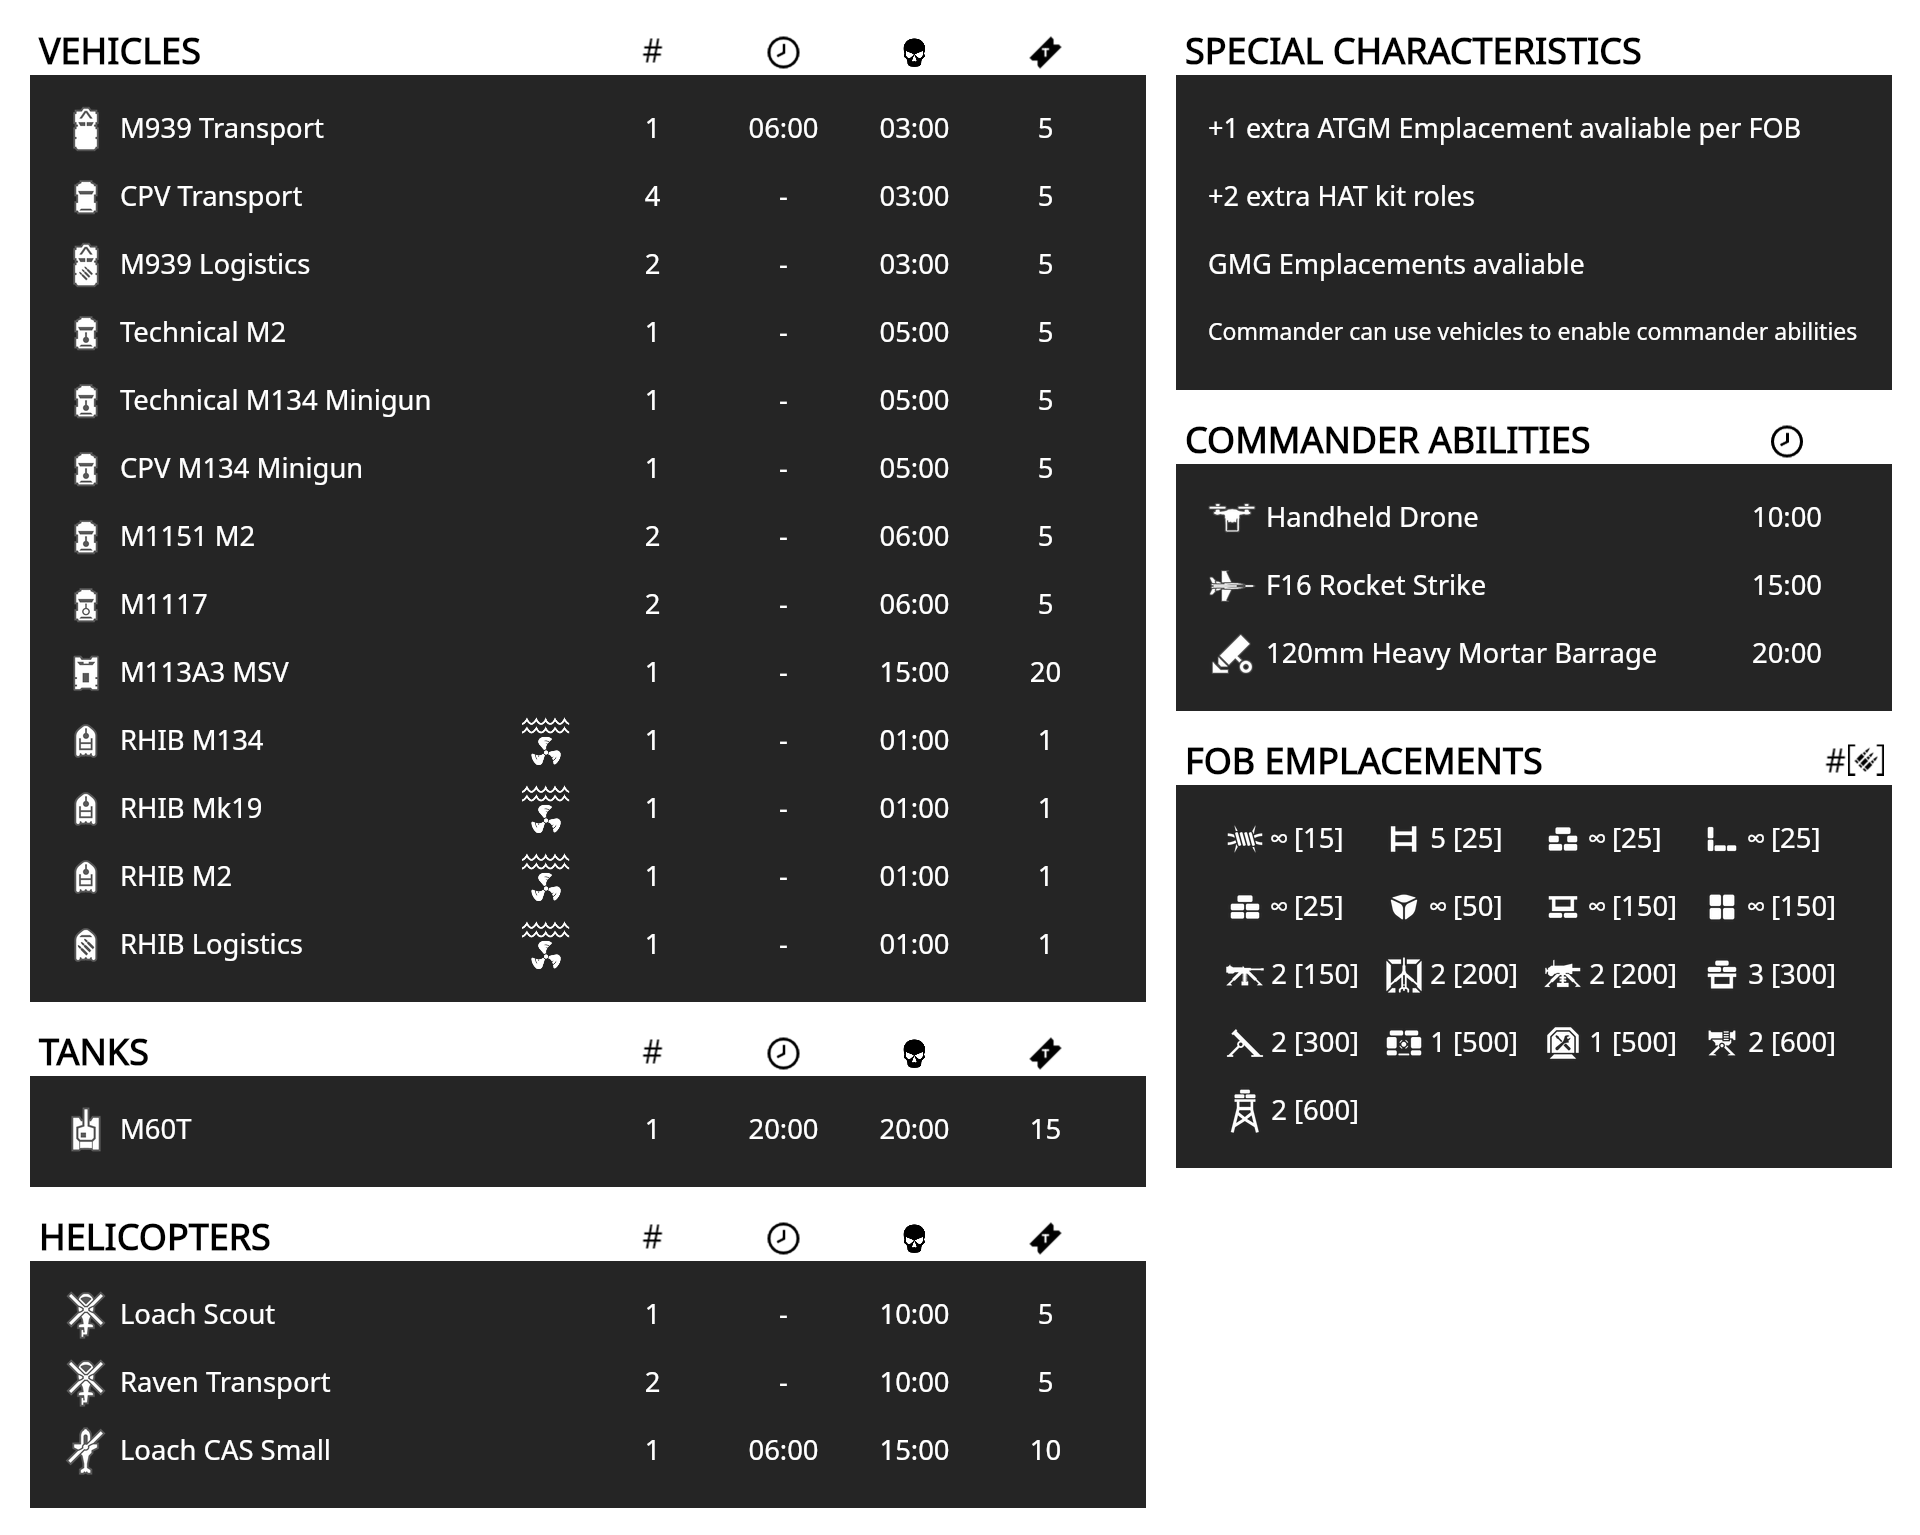 VEHICLES #
M939 Transport 1 06:00 03:00 5
CPV Transport 4 - 03:00 5
M939 Logistics 2 - 03:00 5
Technical M2 1 - 05:00 5
Technical M134 Minigun 1 - 05:00 5
CPV M134 Minigun 1 - 05:00 5
M1151 M2 2 - 06:00 5
M1117 2 - 06:00 5
M113A3 MSV 1 - 15:00 20
RHIB M134 1 - 01:00 1
RHIB Mk19 1 - 01:00 1
RHIB M2 1 - 01:00 1
RHIB Logistics 1 - 01:00 1
TANKS #
M60T 1 20:00 20:00 15
HELICOPTERS #
Loach Scout 1 - 10:00 5
Raven Transport 2 - 10:00 5
Loach CAS Small 1 06:00 15:00 10
SPECIAL CHARACTERISTICS
+1 extra ATGM Emplacement avaliable per FOB
+2 extra HAT kit roles
GMG Emplacements avaliable
Commander can use vehicles to enable commander abilities
COMMANDER ABILITIES
Handheld Drone 10:00
F16 Rocket Strike 15:00
120mm Heavy Mortar Barrage 20:00
FOB EMPLACEMENTS #[]
∞ [15] 5 [25] ∞ [25] ∞ [25]
∞ [25] ∞ [50] ∞ [150] ∞ [150]
2 [150] 2 [200] 2 [200] 3 [300]
2 [300] 1 [500] 1 [500] 2 [600]
2 [600]